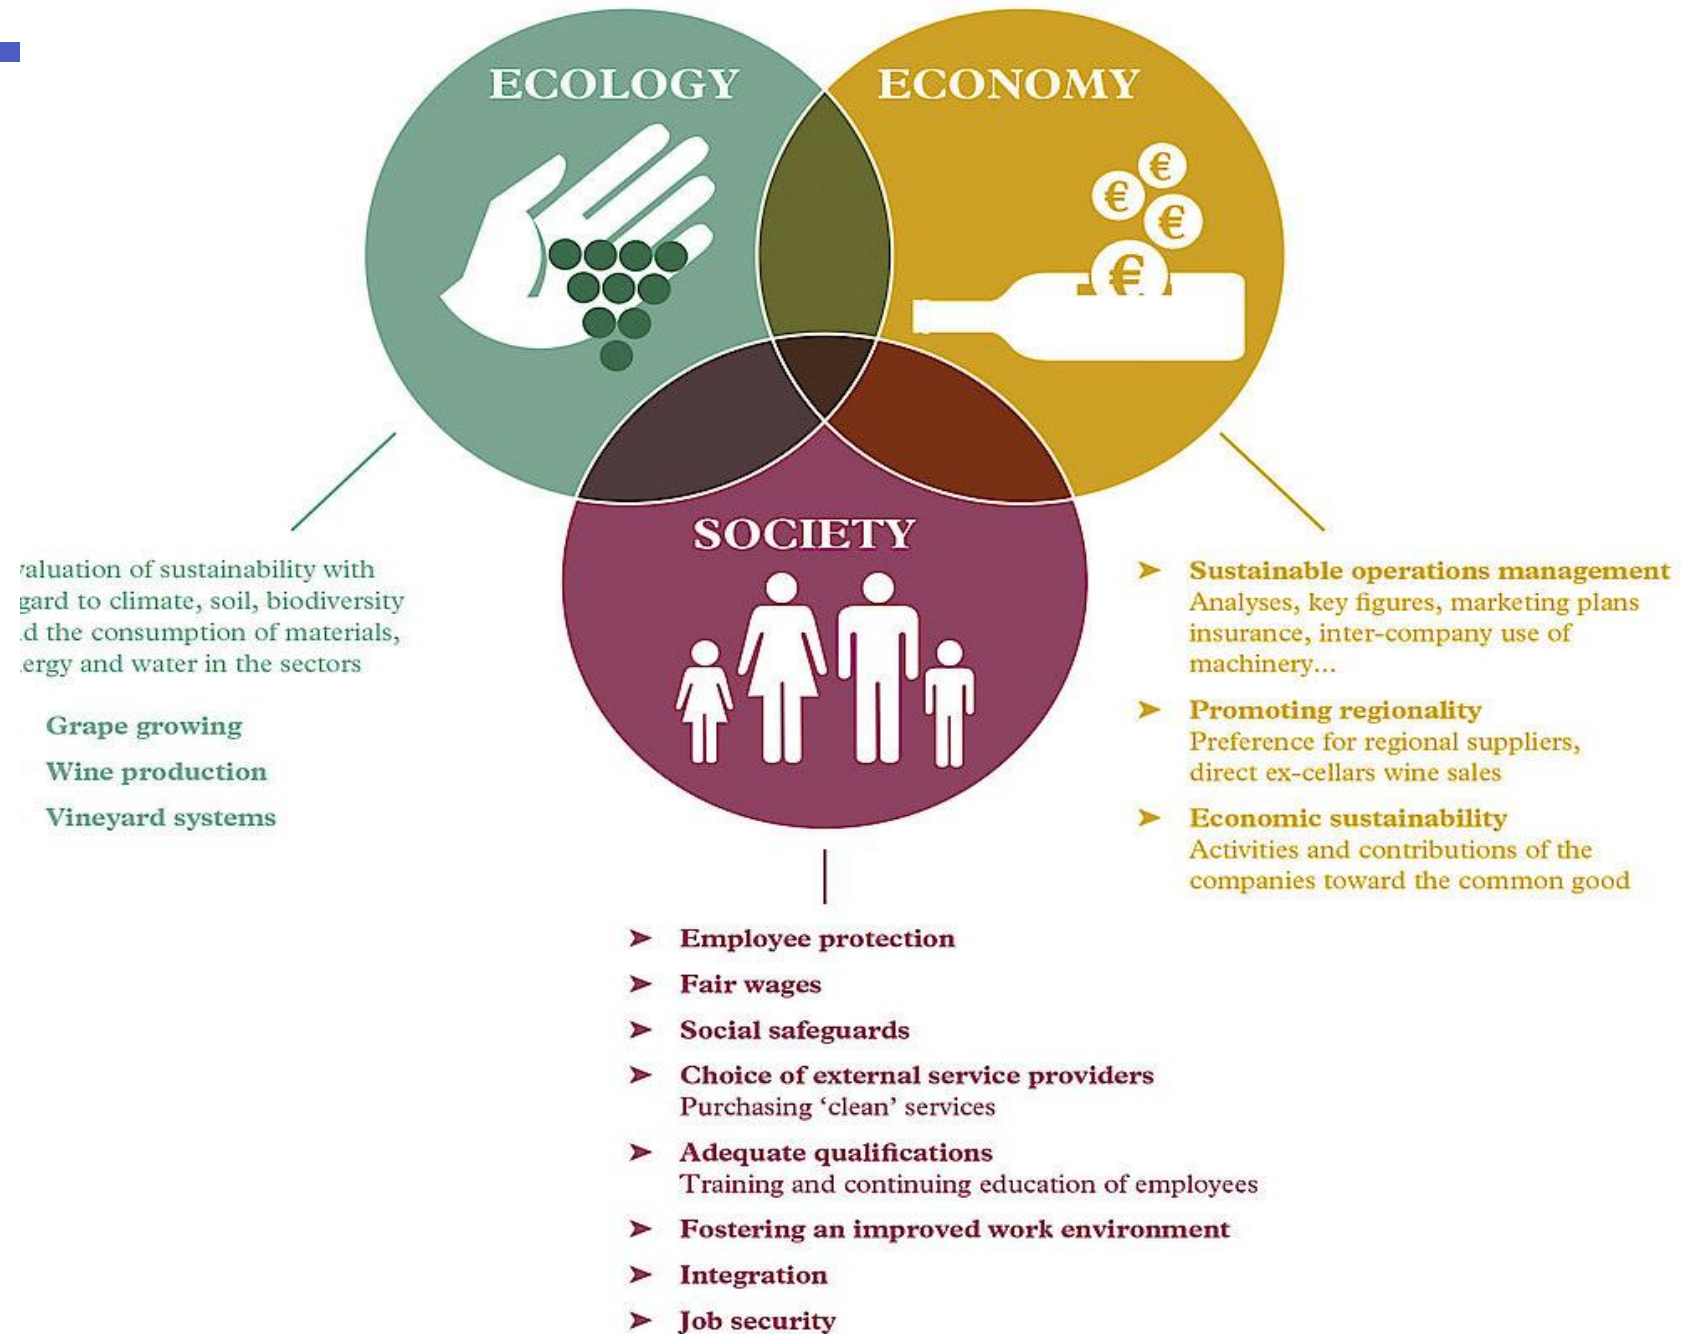 ECOLOGY
ECONOMY
€
€
€
€
SOCIETY
valuation of sustainability with
gard to climate, soil, biodiversity
d the consumption of materials,
ergy and water in the sectors
Grape growing
Wine production
Vineyard systems
➤ Sustainable operations management
Analyses, key figures, marketing plans
insurance, inter-company use of
machinery...
➤ Promoting regionality
Preference for regional suppliers,
direct ex-cellars wine sales
➤ Economic sustainability
Activities and contributions of the
companies toward the common good
➤ Employee protection
➤ Fair wages
➤ Social safeguards
➤ Choice of external service providers
Purchasing ‘clean’ services
➤ Adequate qualifications
Training and continuing education of employees
➤ Fostering an improved work environment
➤ Integration
➤ Job security